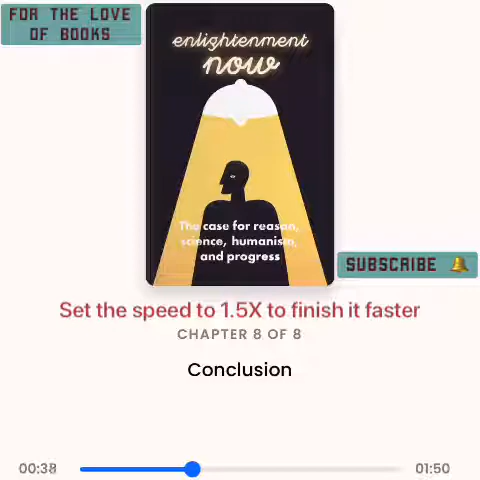 FOR THE LOVE
OF BOOKS
enlightenment
now
The case for reason,
science, humanism,
and progress
SUBSCRIBE
Set the speed to 1.5X to finish it faster
CHAPTER 8 OF 8
Conclusion
00:38
01:50